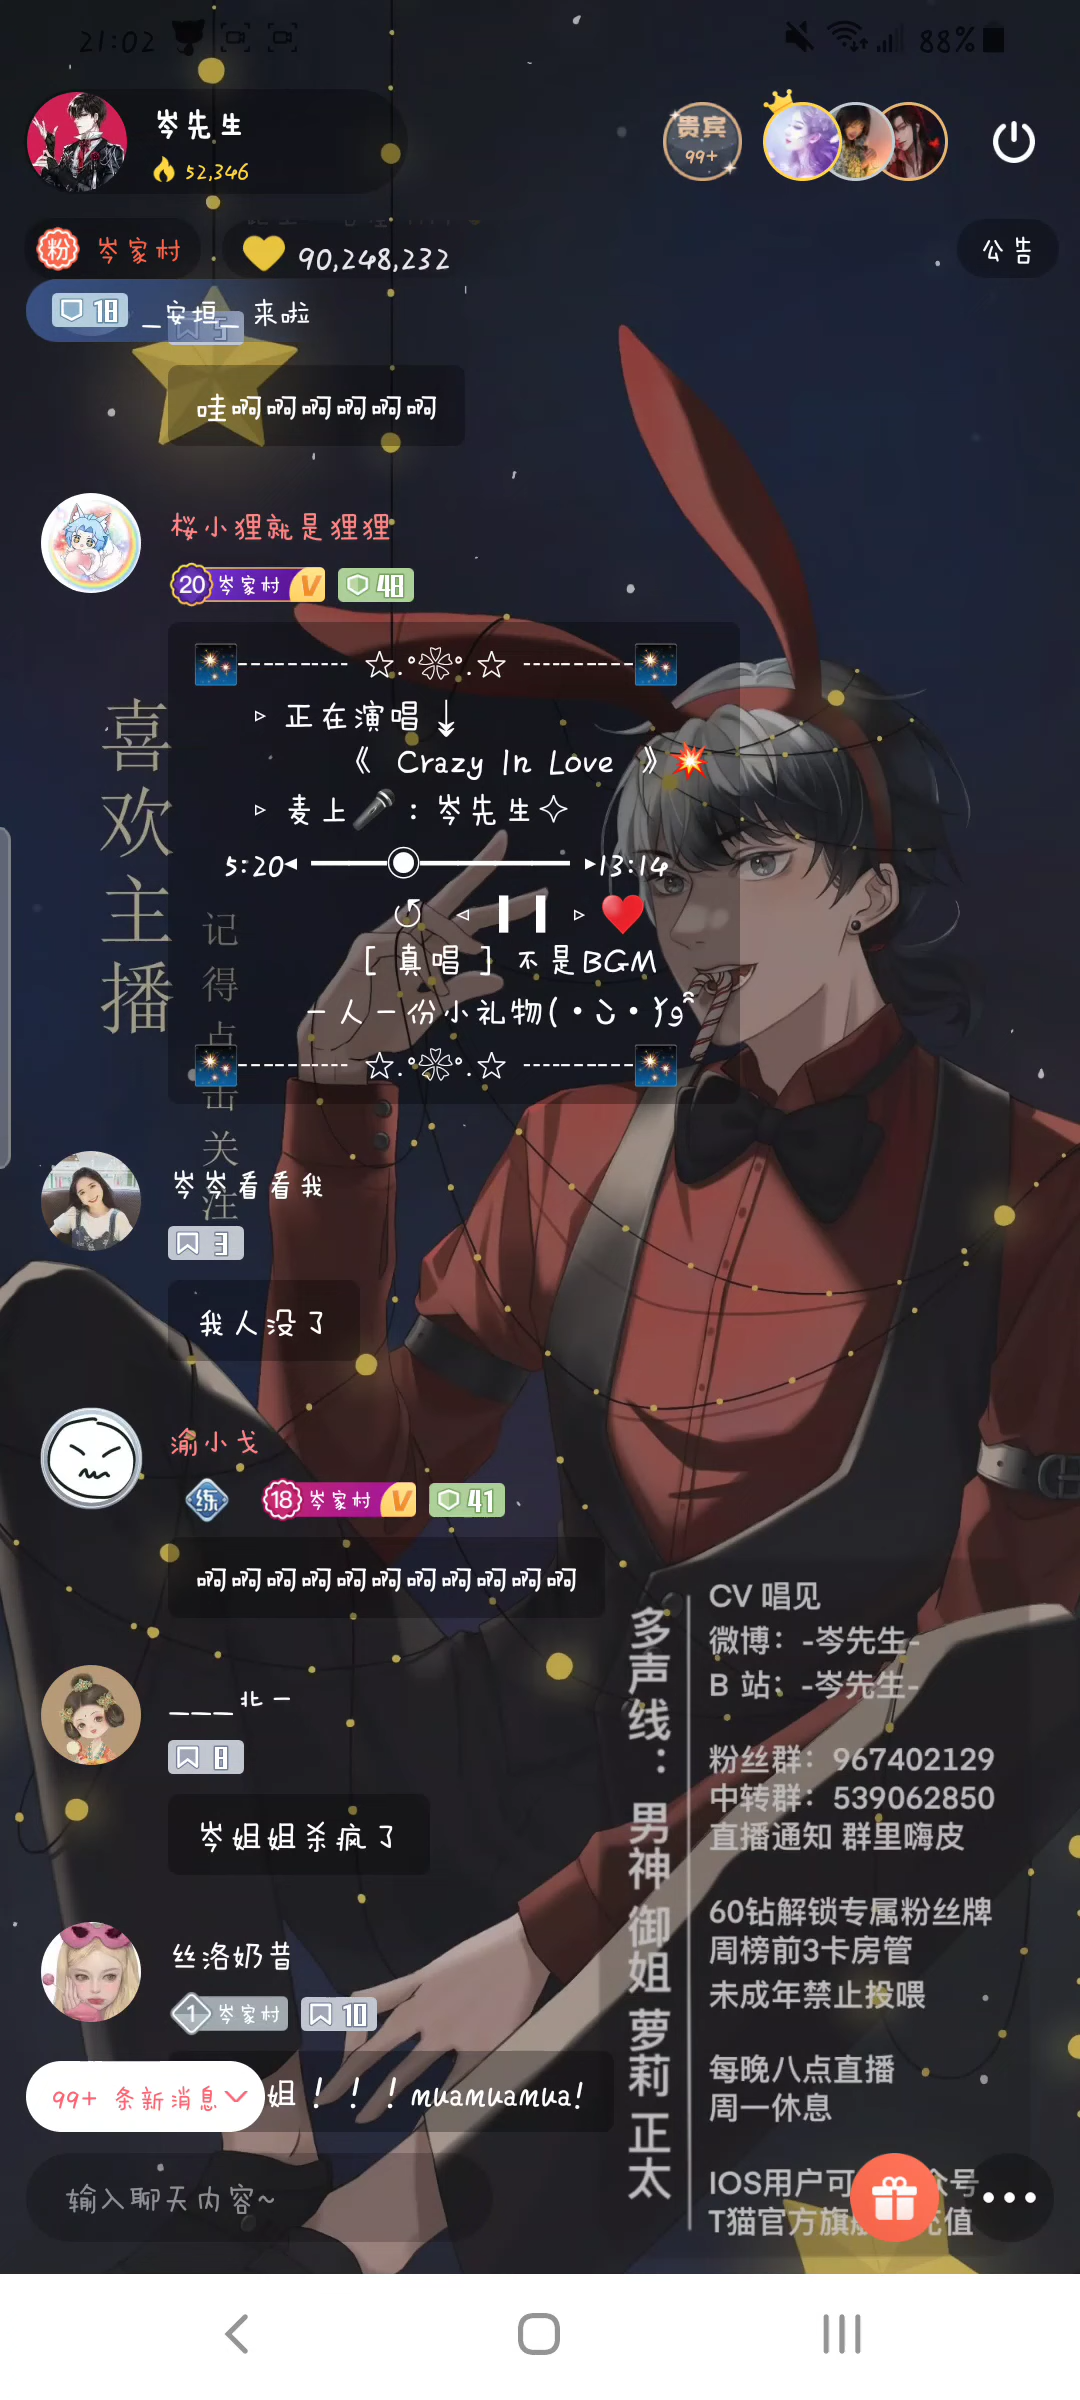 21:02
88%
岑先生
52,346
贵宾
99+
粉 岑家村
90,248,232
公告
18 _安垣_ 来啦
5
哇啊啊啊啊啊啊
桜小狸就是狸狸
20 岑家村 V 48
🎇---------- ☆.°❀°.☆ ----------🎇
▹ 正在演唱↡
《 Crazy In Love 》💥
▹ 麦上🎤：岑先生✧
5:20◂ ━━━◉━━━━━ ▸13:14
↺ ◃ ❚❚ ▹ ♥️
[ 真唱 ] 不是BGM
一人一份小礼物
🎇---------- ☆.°❀°.☆ ----------🎇
岑岑看看我
3
我人没了
渝小戈
练 18 岑家村 V 41
啊啊啊啊啊啊啊啊啊啊啊
___北一
8
岑姐姐杀疯了
丝洛奶昔
1 岑家村 10
姐！！！muamuamua!
99+ 条新消息
输入聊天内容~
喜欢主播
记得点击关注
多声线：男神 御姐 萝莉 正太
CV 唱见
微博：-岑先生-
B 站：-岑先生-
粉丝群：967402129
中转群：539062850
直播通知 群里嗨皮
60钻解锁专属粉丝牌
周榜前3卡房管
未成年禁止投喂
每晚八点直播
周一休息
IOS用户可 号
T猫官方旗 充值